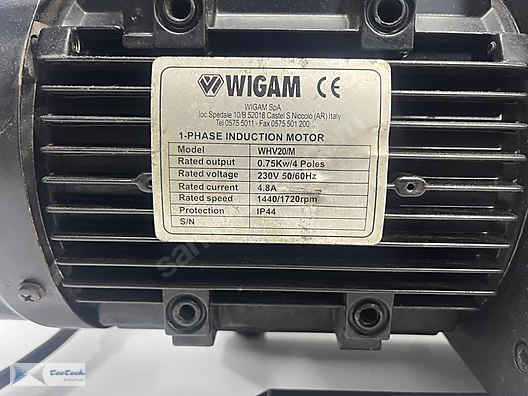 WIGAM CE
WIGAM SpA
loc.Spedale 10/B 52018 Castel S.Niccolò (AR) Italy
Tel 0575 5011 - Fax 0575 501 200
1-PHASE INDUCTION MOTOR
Model WHV20/M
Rated output 0.75Kw/4 Poles
Rated voltage 230V 50/60Hz
Rated current 4.8A
Rated speed 1440/1720rpm
Protection IP44
S/N
TecTech